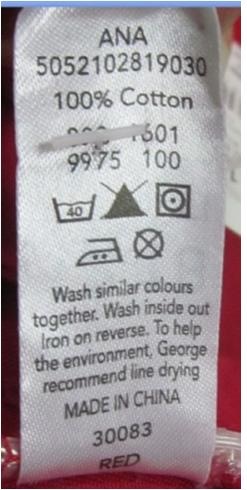 ANA
5052102819030
100% Cotton
601
9975 100
40
Wash similar colours
together. Wash inside out
Iron on reverse. To help
the environment, George
recommend line drying
MADE IN CHINA
30083
RED